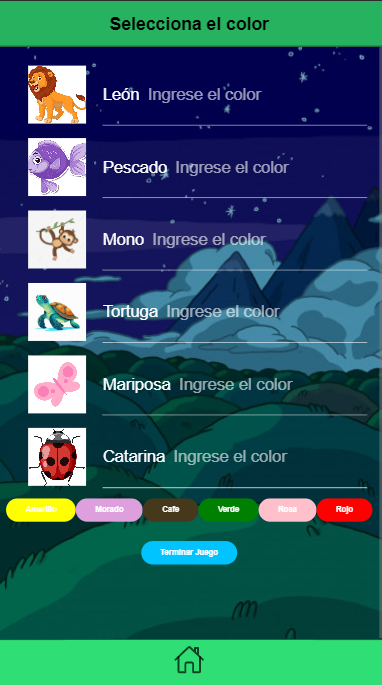 Selecciona el color
León Ingrese el color
Pescado Ingrese el color
Mono Ingrese el color
Tortuga Ingrese el color
Mariposa Ingrese el color
Catarina Ingrese el color
Amarillo Morado Cafe Verde Rosa Rojo
Terminar Juego